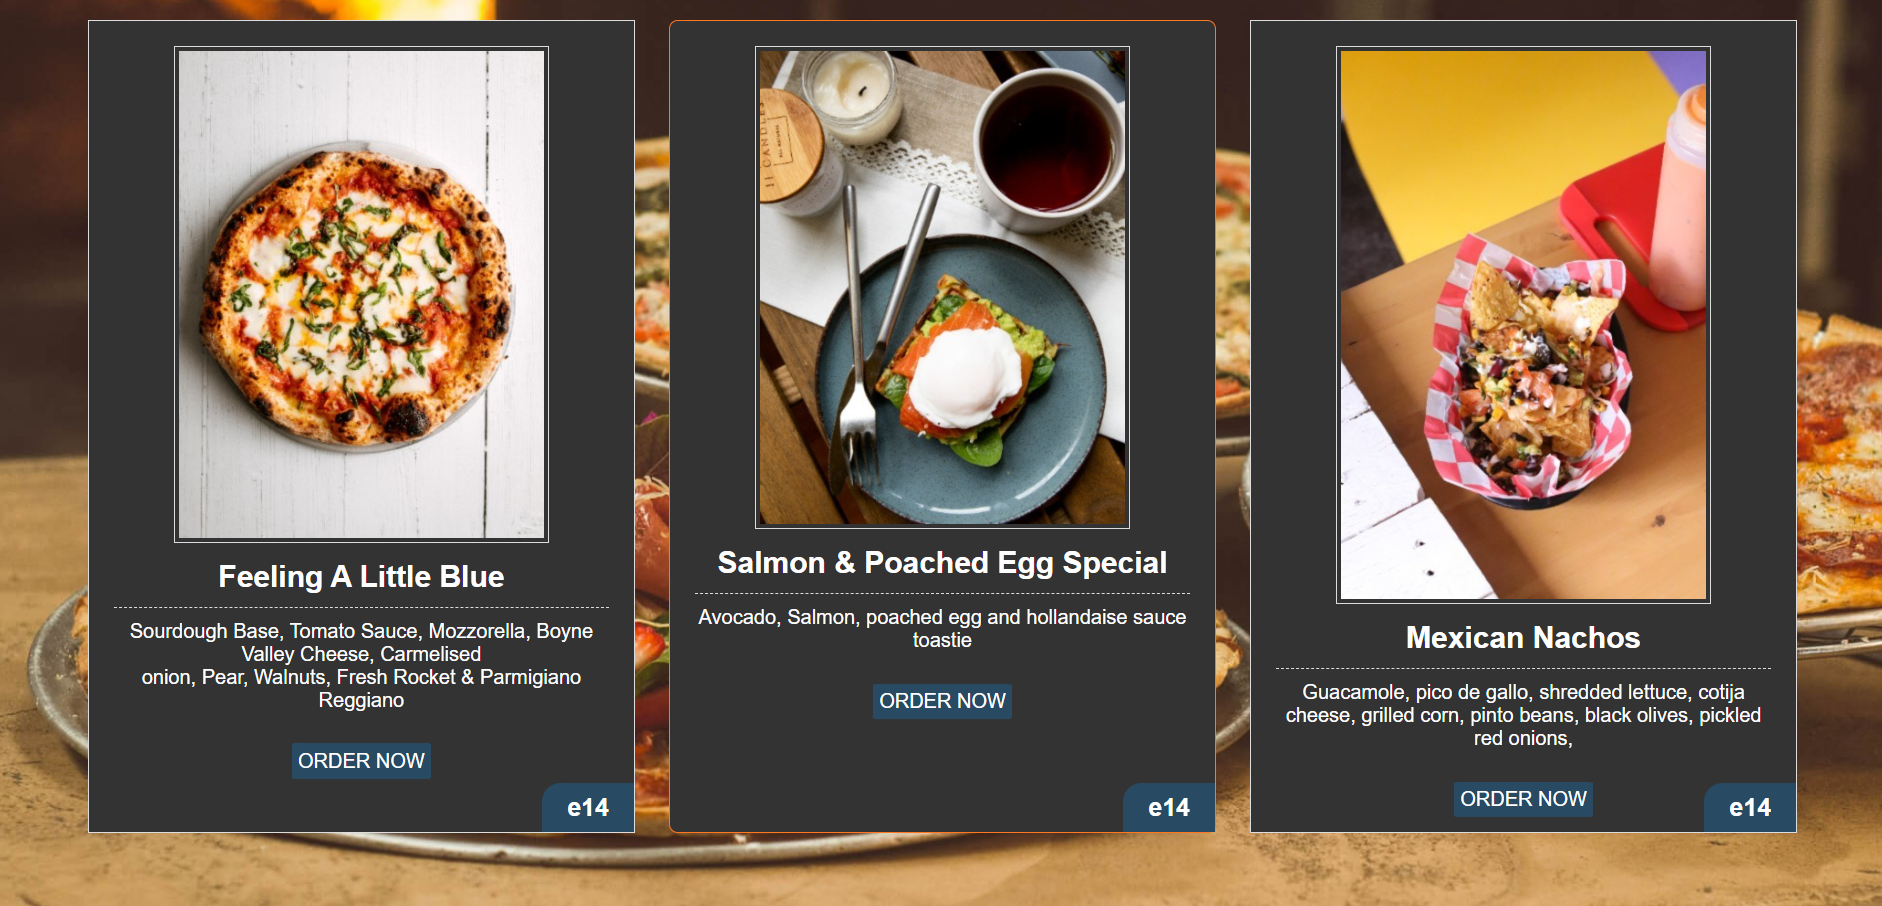 Feeling A Little Blue
Sourdough Base, Tomato Sauce, Mozzorella, Boyne
Valley Cheese, Carmelised
onion, Pear, Walnuts, Fresh Rocket & Parmigiano
Reggiano
ORDER NOW
e14
CANDLES
Salmon & Poached Egg Special
Avocado, Salmon, poached egg and hollandaise sauce
toastie
ORDER NOW
e14
Mexican Nachos
Guacamole, pico de gallo, shredded lettuce, cotija
cheese, grilled corn, pinto beans, black olives, pickled
red onions,
ORDER NOW
e14